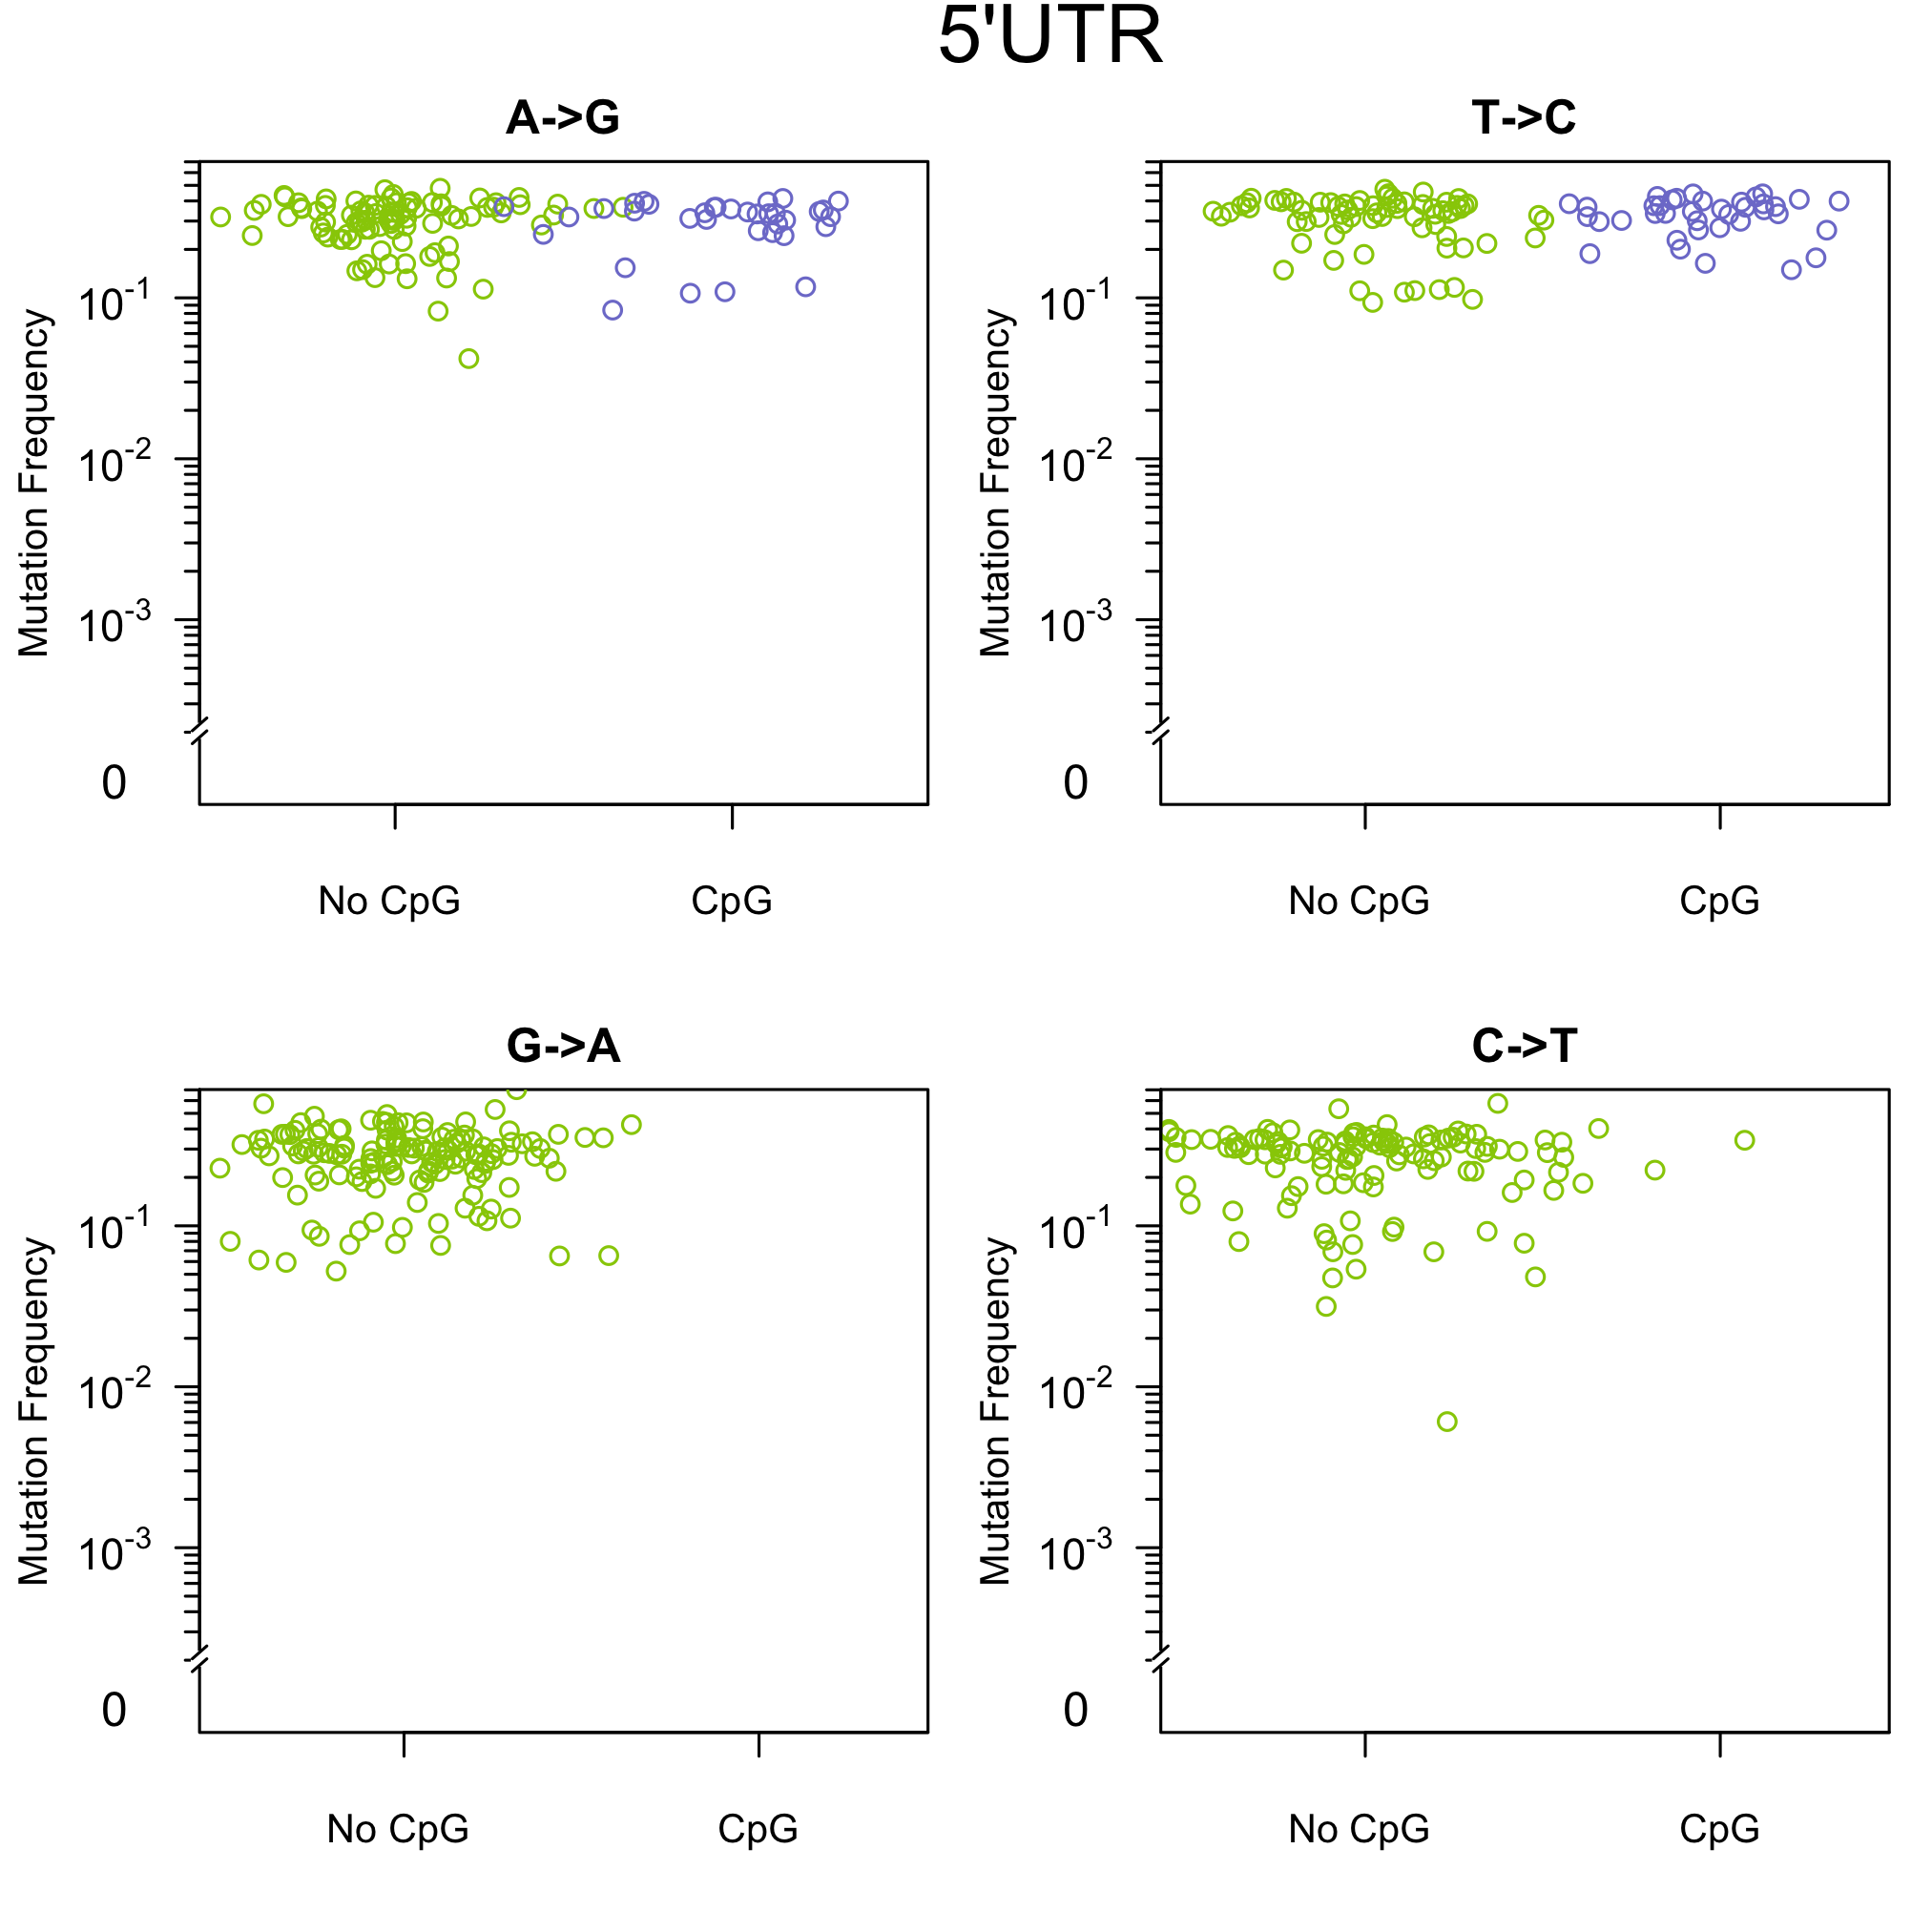 5'UTR
A->G
Mutation Frequency
10-1
10-2
10-3
0
No CpG CpG
T->C
Mutation Frequency
10-1
10-2
10-3
0
No CpG CpG
G->A
Mutation Frequency
10-1
10-2
10-3
0
No CpG CpG
C->T
Mutation Frequency
10-1
10-2
10-3
0
No CpG CpG